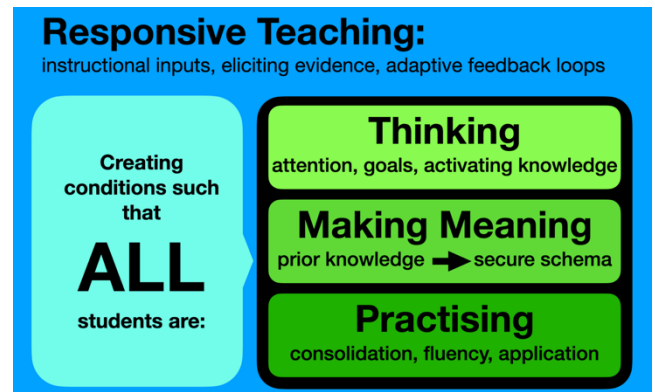 Responsive Teaching:
instructional inputs, eliciting evidence, adaptive feedback loops
Creating
conditions such
that
ALL
students are:
Thinking
attention, goals, activating knowledge
Making Meaning
prior knowledge secure schema
Practising
consolidation, fluency, application